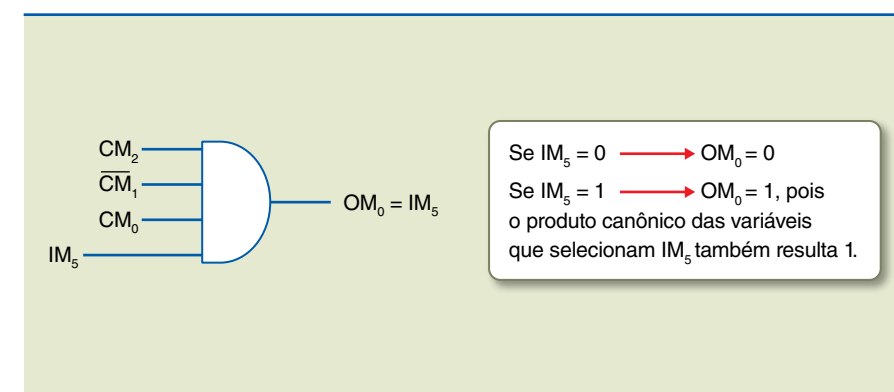 CM₂
C̅M̅₁
CM₀
IM₅
OM₀ = IM₅
Se IM₅ = 0 → OM₀ = 0
Se IM₅ = 1 → OM₀ = 1, pois
o produto canônico das variáveis
que selecionam IM₅ também resulta 1.